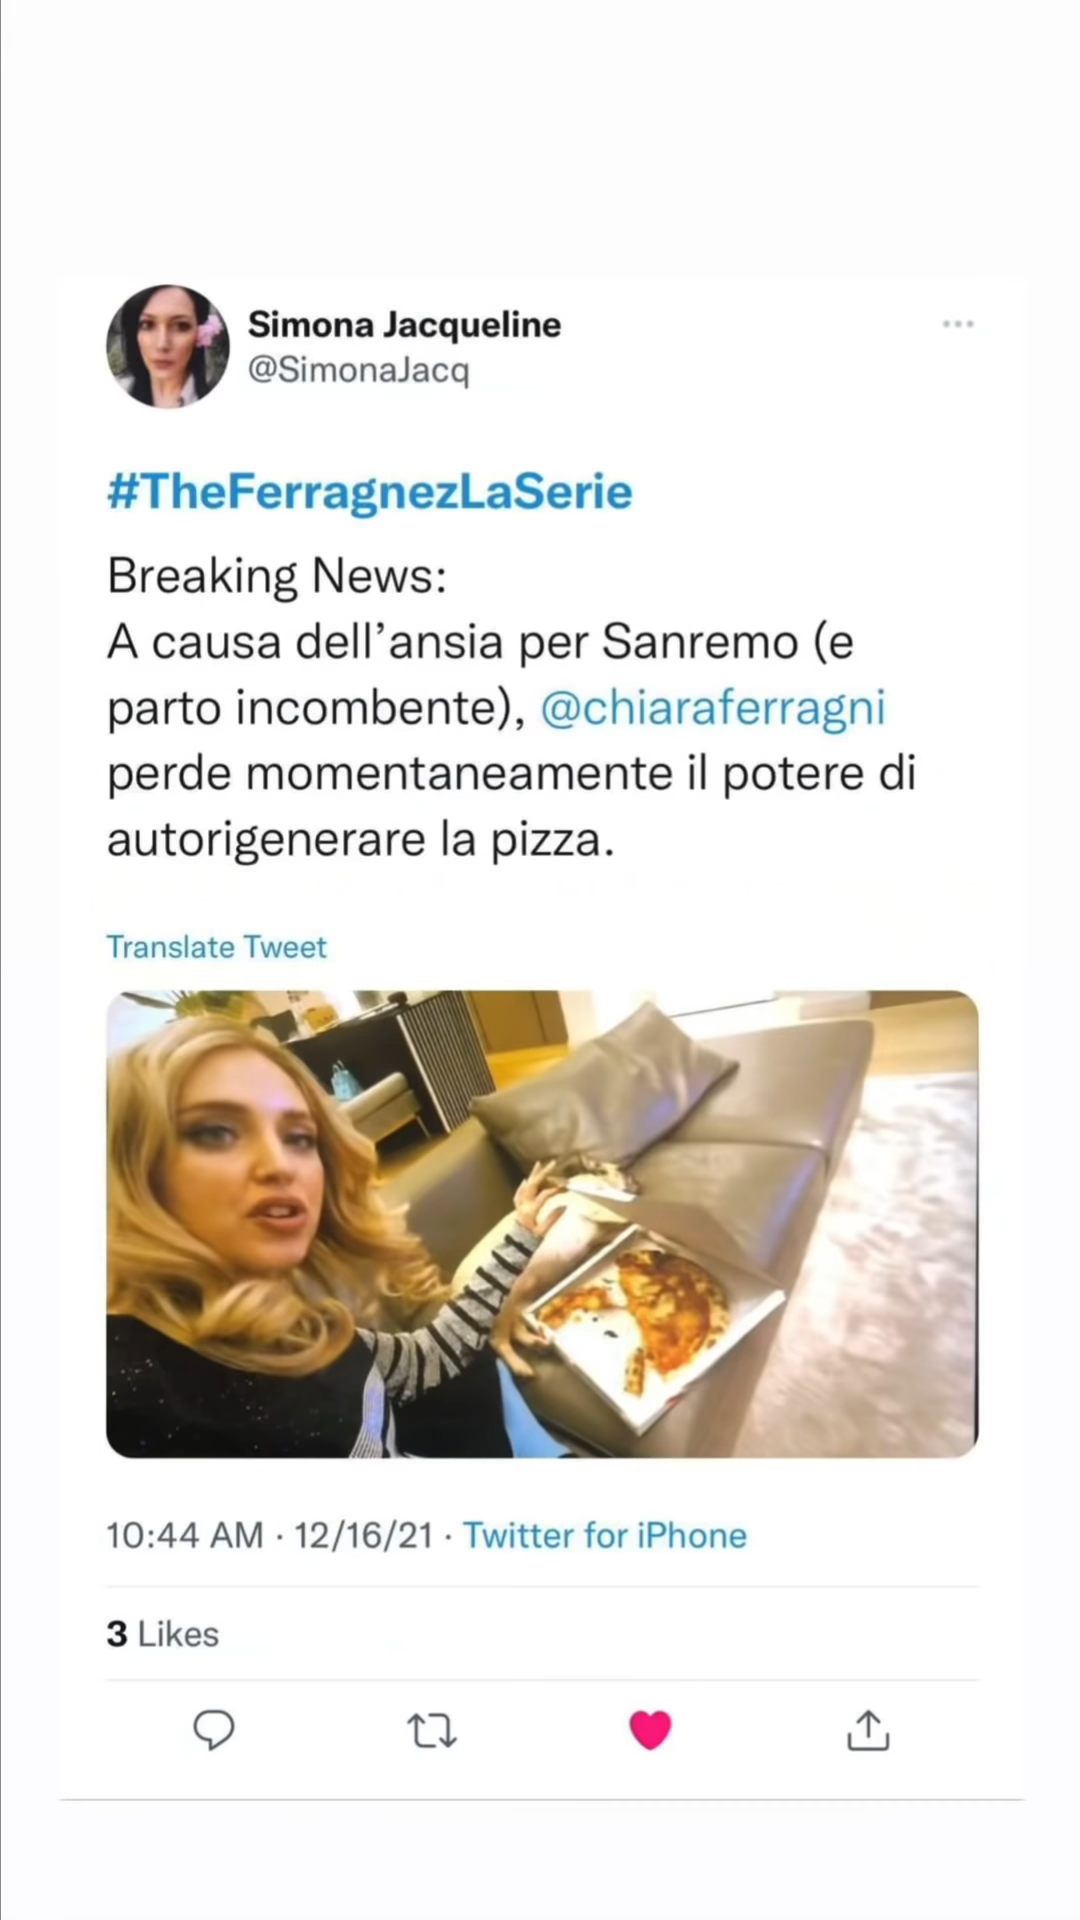 Simona Jacqueline
@SimonaJacq
#TheFerragnezLaSerie
Breaking News:
A causa dell’ansia per Sanremo (e
parto incombente), @chiaraferragni
perde momentaneamente il potere di
autorigenerare la pizza.
Translate Tweet
10:44 AM · 12/16/21 · Twitter for iPhone
3 Likes